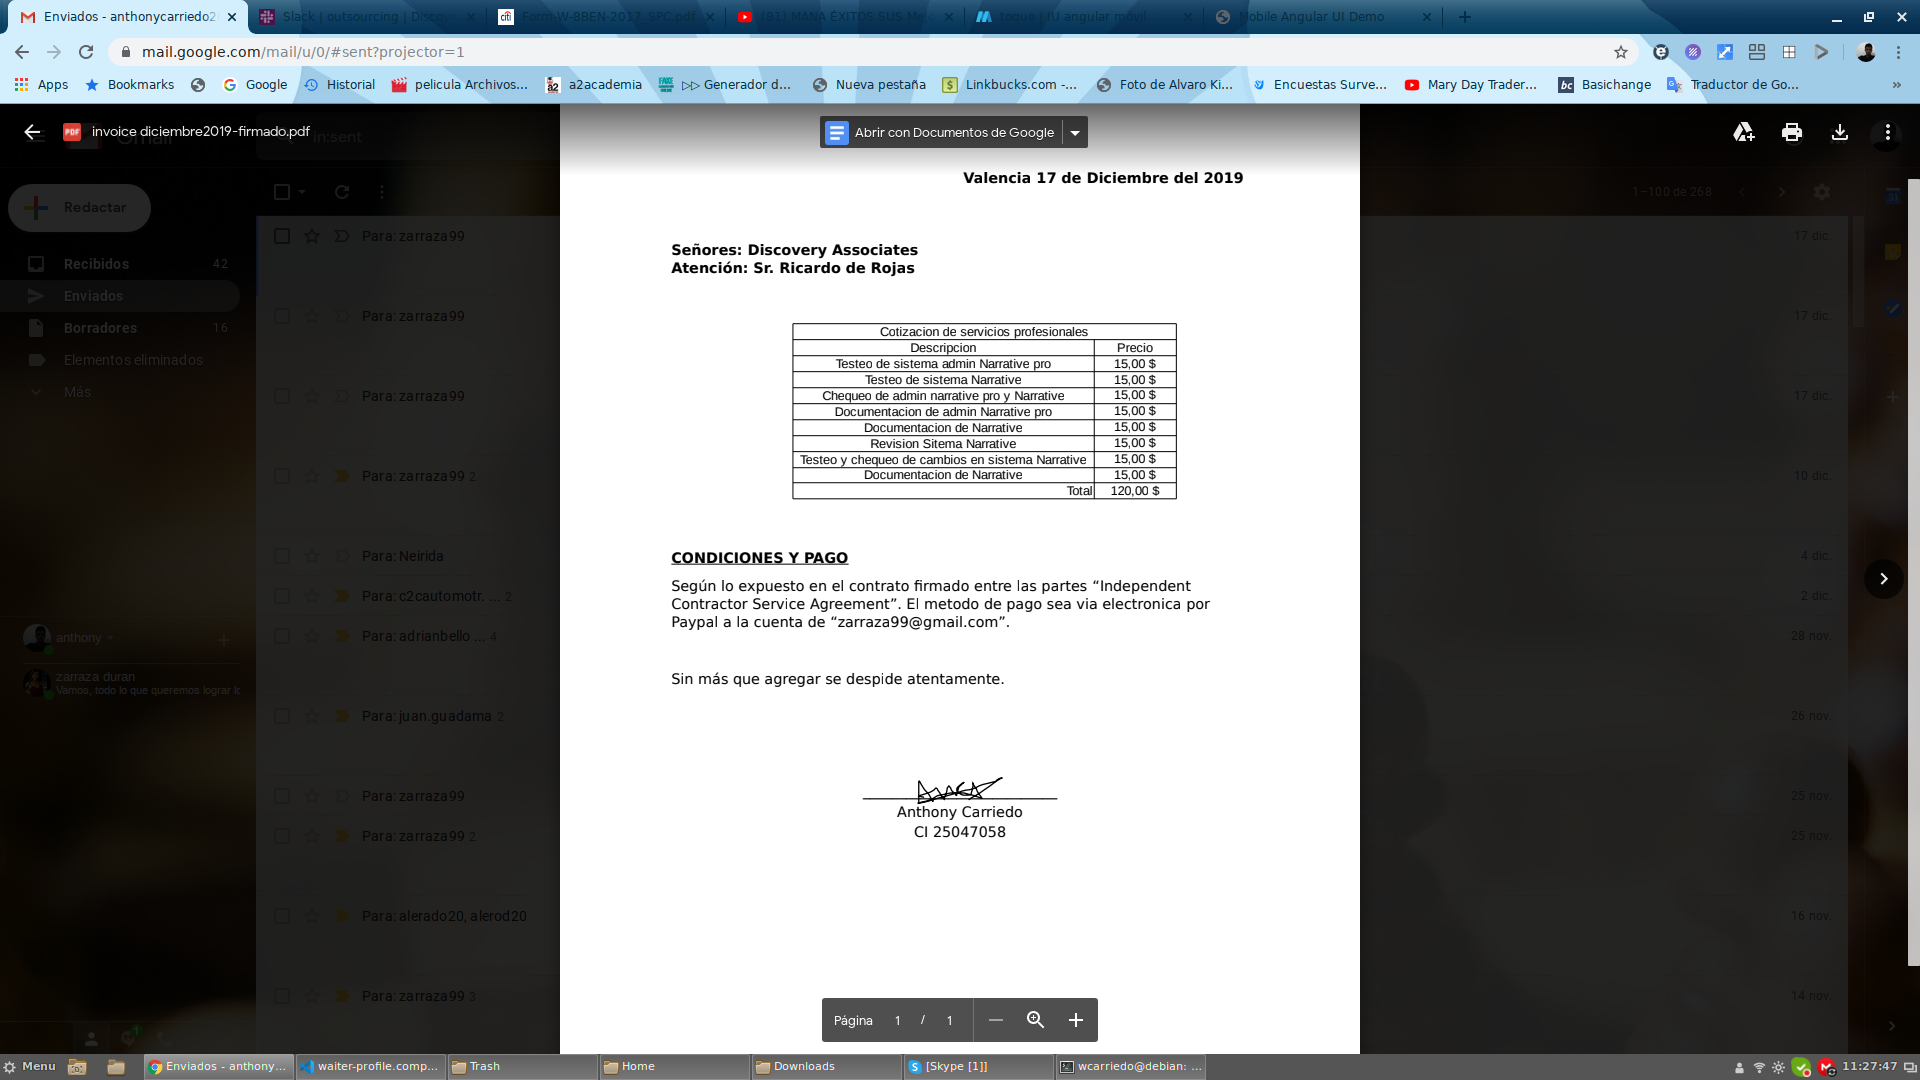 Enviados - anthonycarriedo2
Slack | outsourcing | Disco
Form-W-8BEN-2017_SPC.pdf
(81) MANA ÉXITOS SUS Me
toque | IU angular móvil
Mobile Angular UI Demo
mail.google.com/mail/u/0/#sent?projector=1
Apps
Bookmarks
Google
Historial
pelicula Archivos...
a2academia
▷▷ Generador d...
Nueva pestaña
Linkbucks.com -...
Foto de Alvaro Ki...
Encuestas Surve...
Mary Day Trader...
Basichange
Traductor de Go...
»
PDF
invoice diciembre2019-firmado.pdf
Gmail
in:sent
Abrir con Documentos de Google
Redactar
1–100 de 268
Recibidos 42
Enviados
Borradores 16
Elementos eliminados
Más
anthony
zarraza duran
Vamos, todo lo que queremos lograr lo
Para: zarraza99 17 dic.
Para: zarraza99 17 dic.
Para: zarraza99 17 dic.
Para: zarraza99 2 10 dic.
Para: Neirida 4 dic.
Para: c2cautomotr. ... 2 2 dic.
Para: adrianbello ... 4 28 nov.
Para: juan.guadama 2 26 nov.
Para: zarraza99 25 nov.
Para: zarraza99 2 25 nov.
Para: alerado20, alerod20 16 nov.
Para: zarraza99 3 14 nov.
Valencia 17 de Diciembre del 2019
Señores: Discovery Associates
Atención: Sr. Ricardo de Rojas
Cotizacion de servicios profesionales
Descripcion Precio
Testeo de sistema admin Narrative pro 15,00 $
Testeo de sistema Narrative 15,00 $
Chequeo de admin narrative pro y Narrative 15,00 $
Documentacion de admin Narrative pro 15,00 $
Documentacion de Narrative 15,00 $
Revision Sitema Narrative 15,00 $
Testeo y chequeo de cambios en sistema Narrative 15,00 $
Documentacion de Narrative 15,00 $
Total 120,00 $
CONDICIONES Y PAGO
Según lo expuesto en el contrato firmado entre las partes “Independent
Contractor Service Agreement”. El metodo de pago sea via electronica por
Paypal a la cuenta de “zarraza99@gmail.com”.
Sin más que agregar se despide atentamente.
Anthony Carriedo
CI 25047058
Página 1 / 1
Menu
Enviados - anthony...
waiter-profile.comp...
Trash
Home
Downloads
[Skype [1]]
wcarriedo@debian: ...
11:27:47